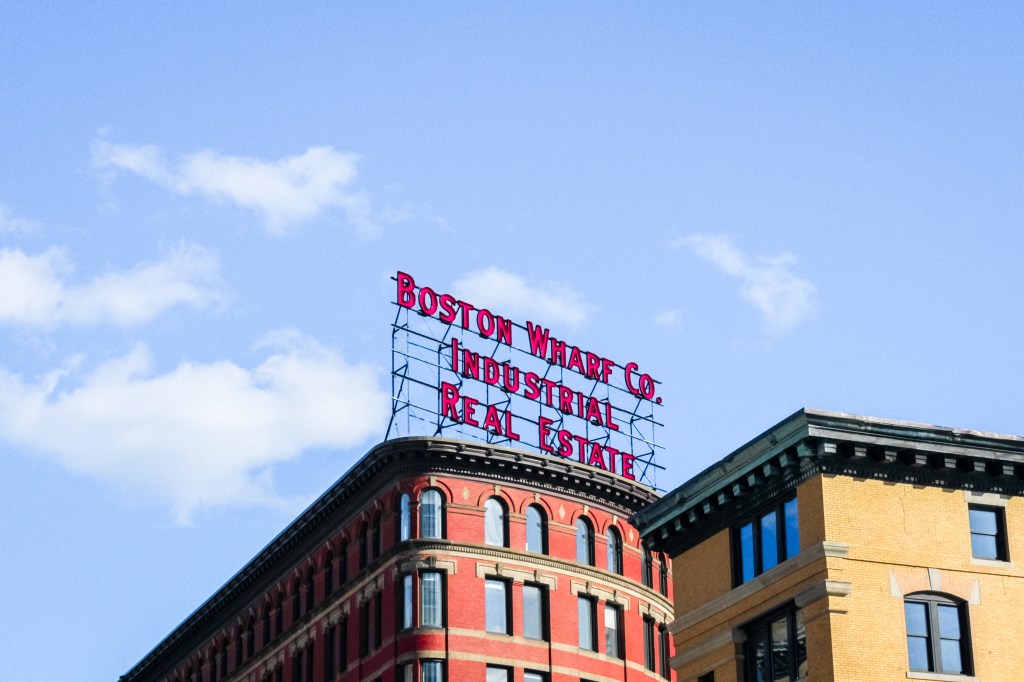 Boston Wharf Co.
Industrial
Real Estate